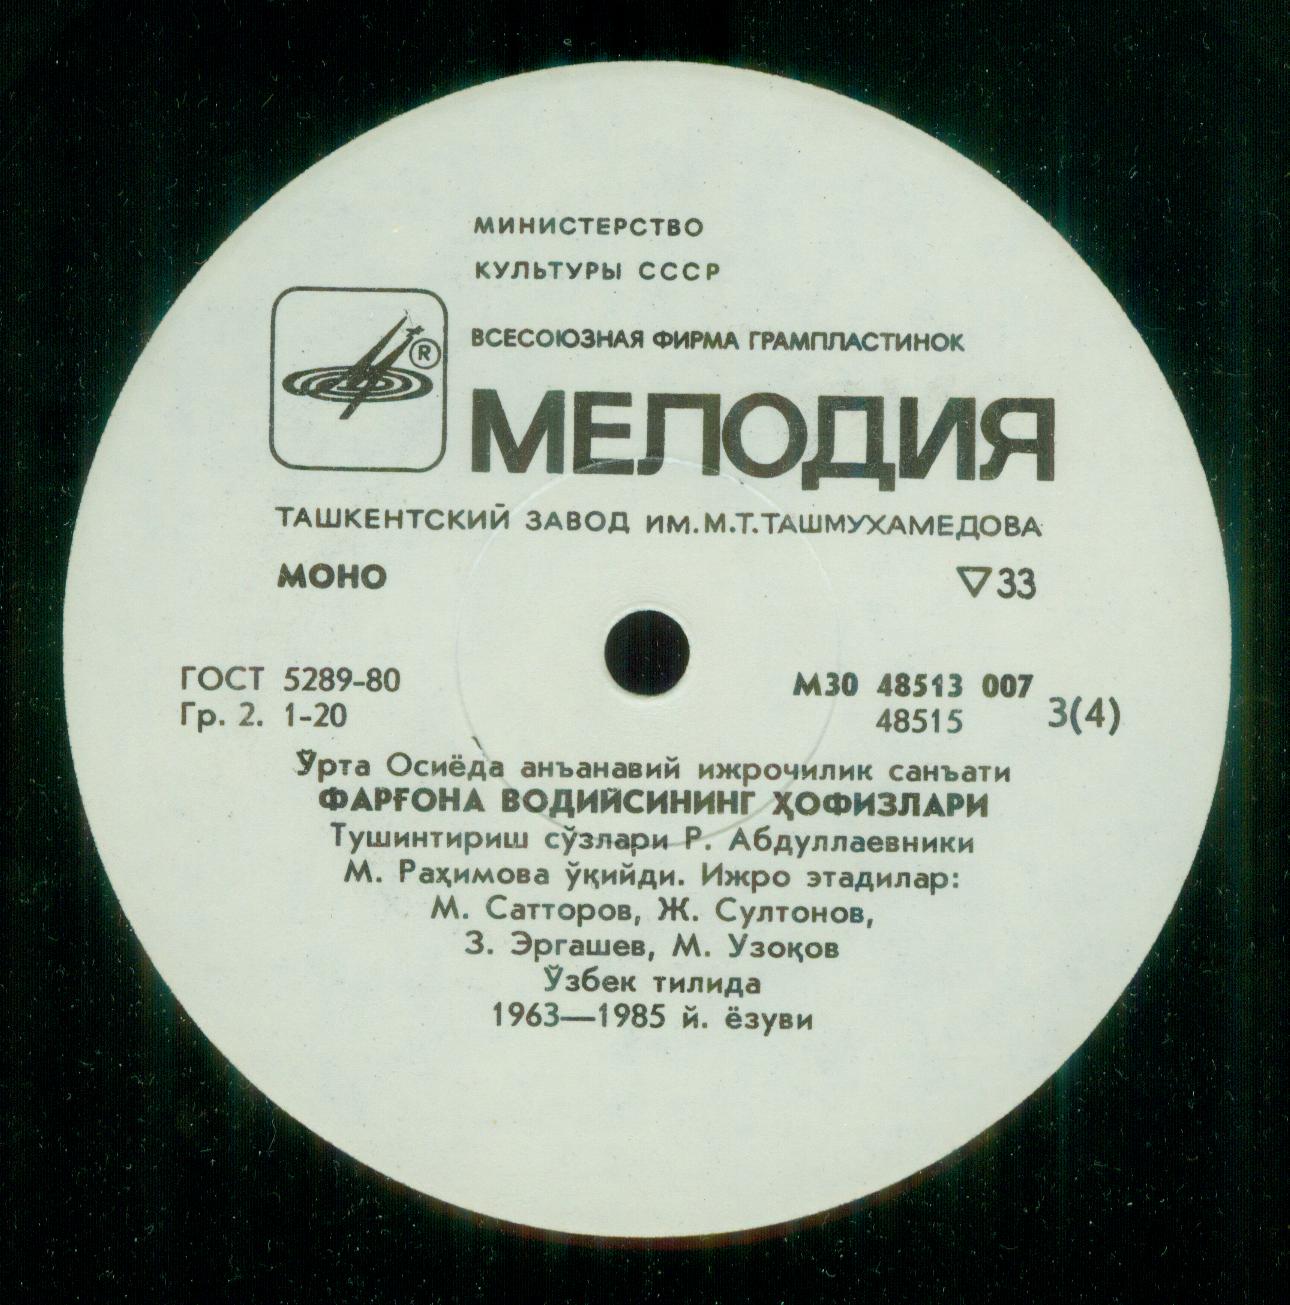 МИНИСТЕРСТВО
КУЛЬТУРЫ СССР
ВСЕСОЮЗНАЯ ФИРМА ГРАМПЛАСТИНОК
®
МЕЛОДИЯ
ТАШКЕНТСКИЙ ЗАВОД ИМ.М.Т.ТАШМУХАМЕДОВА
МОНО ▽33
ГОСТ 5289-80 М30 48513 007
Гр. 2. 1-20 48515 3(4)
Ўрта Осиёда анъанавий ижрочилик санъати
ФАРҒОНА ВОДИЙСИНИНГ ҲОФИЗЛАРИ
Тушинтириш сўзлари Р. Абдуллаевники
М. Раҳимова ўқийди. Ижро этадилар:
М. Сатторов, Ж. Султонов,
З. Эргашев, М. Узоқов
Ўзбек тилида
1963—1985 й. ёзуви